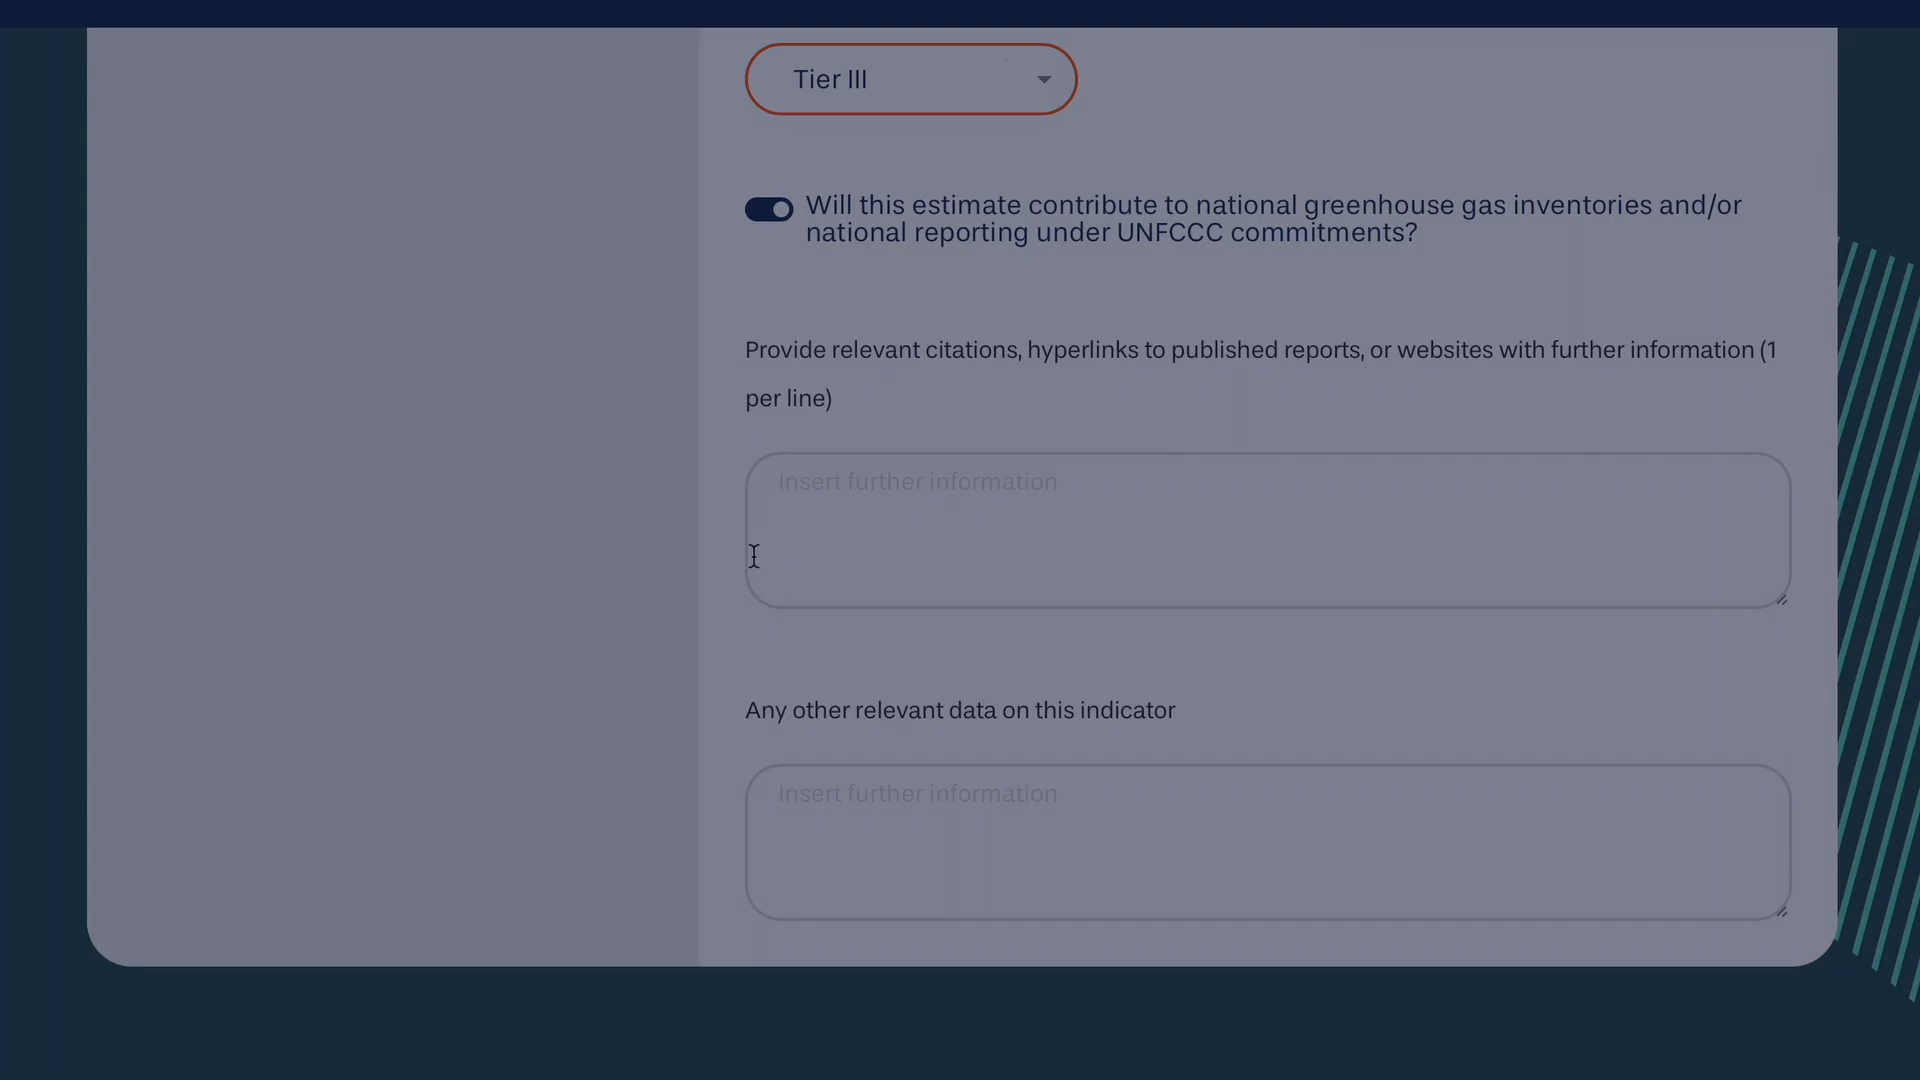 Tier III
Will this estimate contribute to national greenhouse gas inventories and/or
national reporting under UNFCCC commitments?
Provide relevant citations, hyperlinks to published reports, or websites with further information (1
per line)
Insert further information
Any other relevant data on this indicator
Insert further information